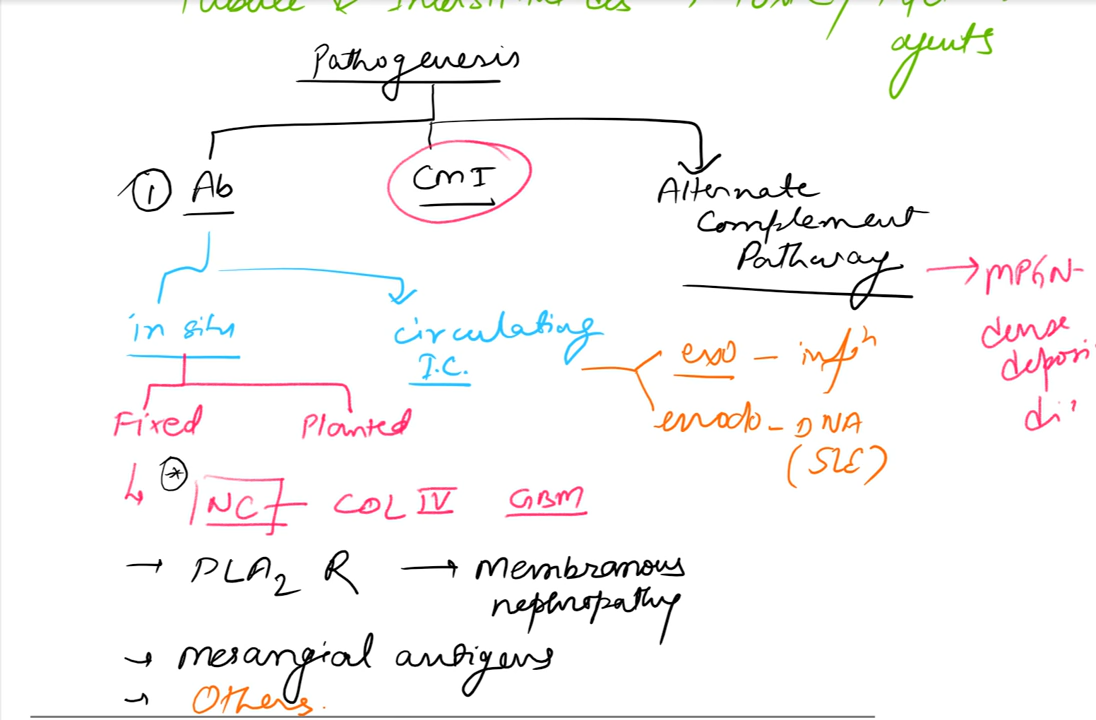 agents
Pathogenesis
① Ab
CMI
Alternate
Complement
Pathway → MPGN-
dense
deposi
di
in situ
circulating
I.C.
exo - infⁿ
endo - DNA
(SLE)
Fixed
Planted
↳ * NC1 - COL IV GBM
→ PLA₂ R → Membranous
nephropathy
→ mesangial antigens
→ Others.